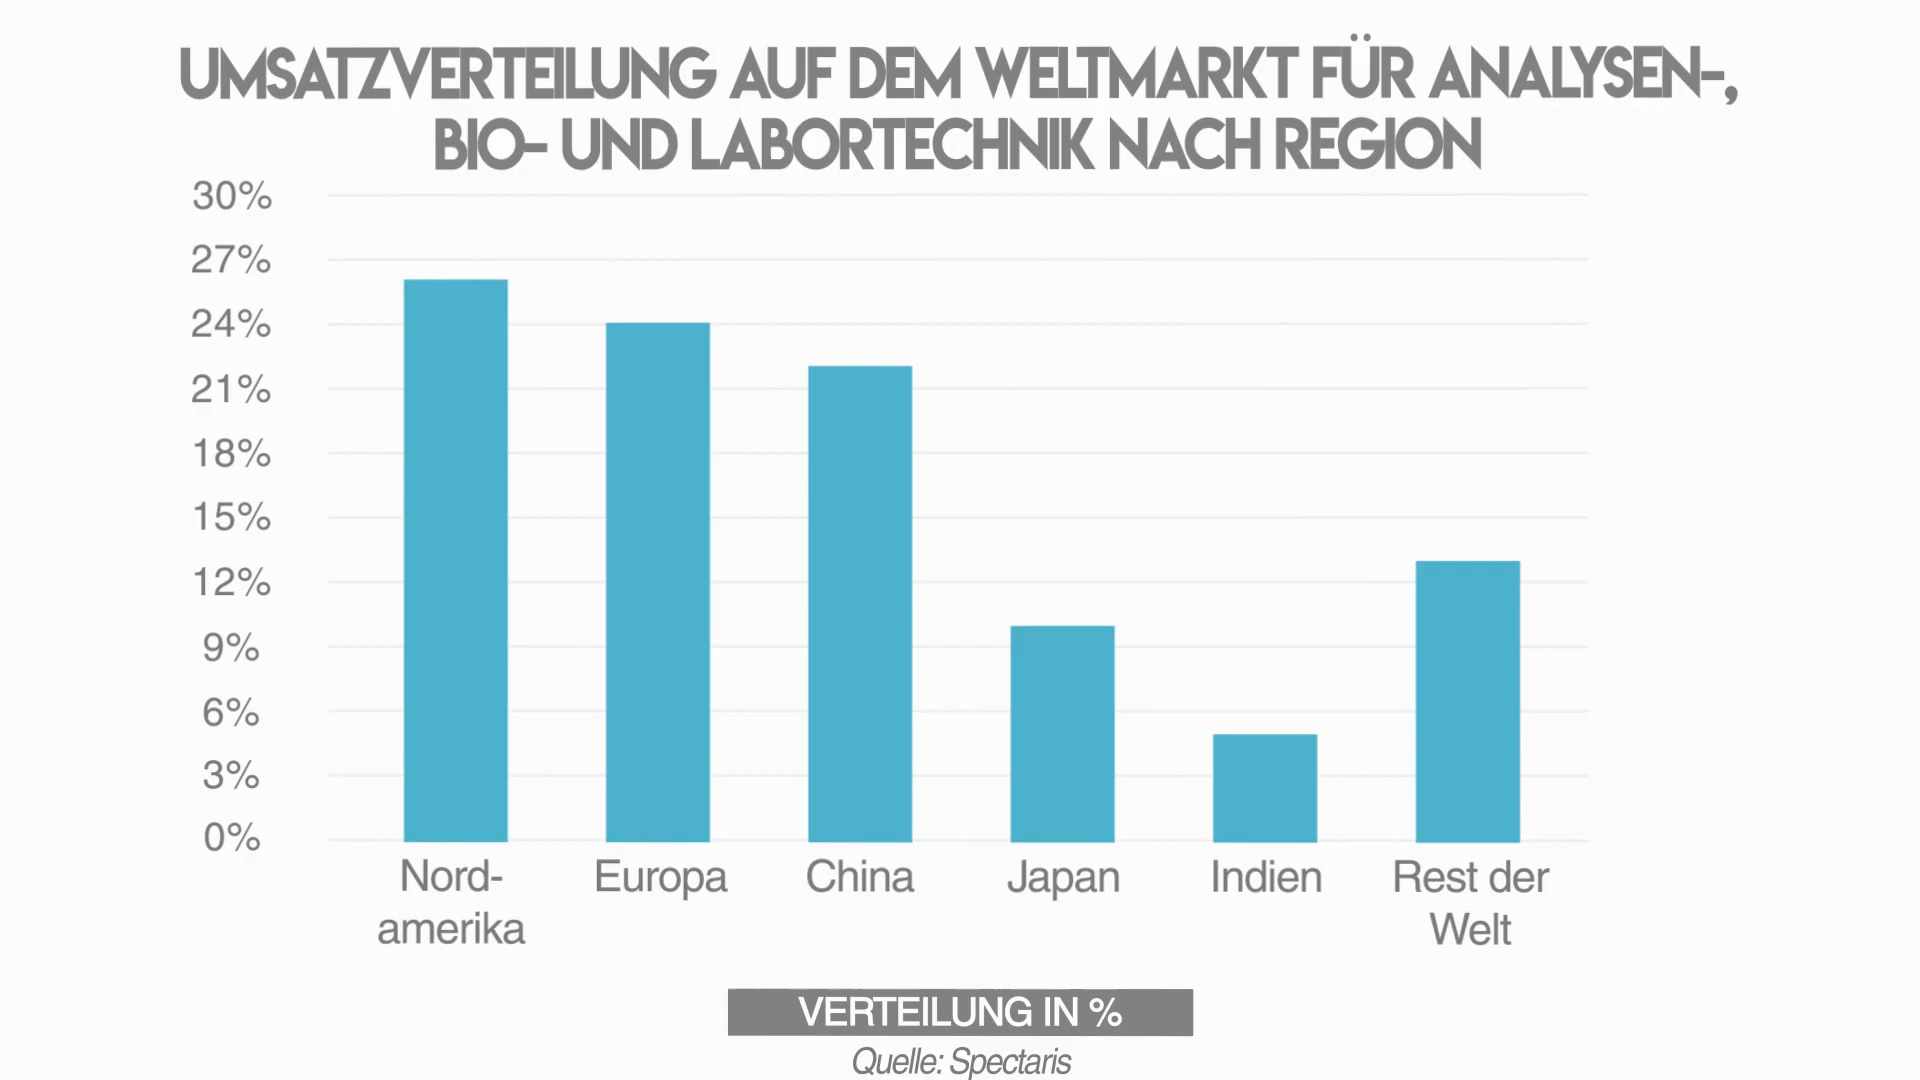 UMSATZVERTEILUNG AUF DEM WELTMARKT FÜR ANALYSEN-,
BIO- UND LABORTECHNIK NACH REGION
30%
27%
24%
21%
18%
15%
12%
9%
6%
3%
0%
Nord-
amerika
Europa
China
Japan
Indien
Rest der
Welt
VERTEILUNG IN %
Quelle: Spectaris